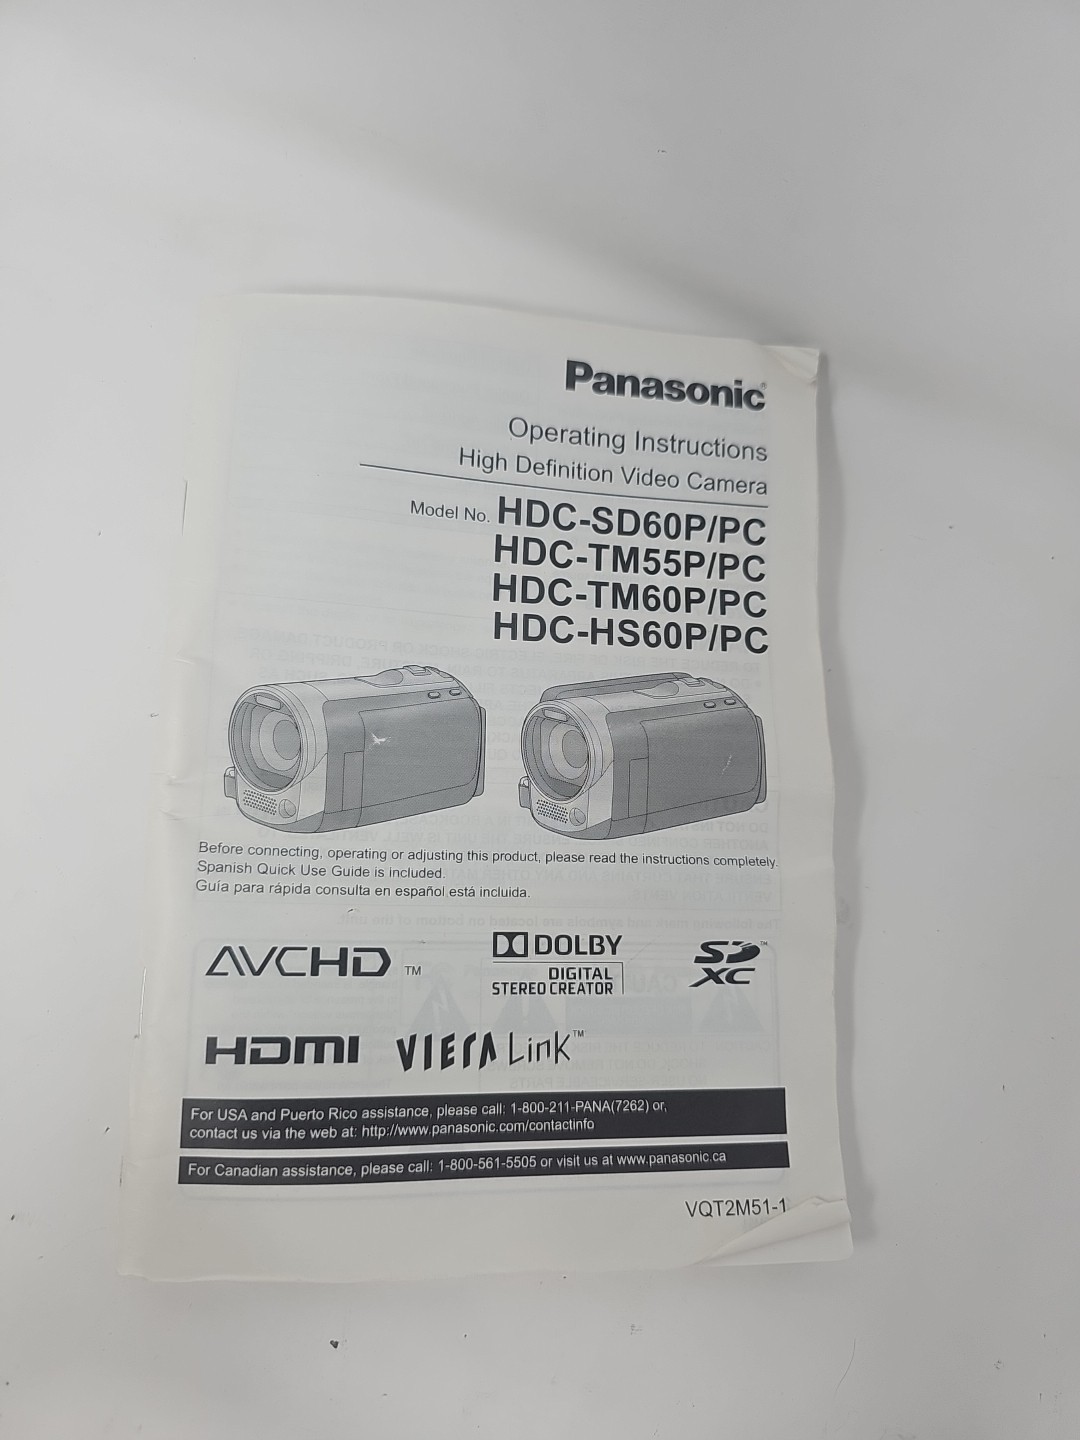 Panasonic®
Operating Instructions
High Definition Video Camera
Model No. HDC-SD60P/PC
HDC-TM55P/PC
HDC-TM60P/PC
HDC-HS60P/PC
Before connecting, operating or adjusting this product, please read the instructions completely.
Spanish Quick Use Guide is included.
Guía para rápida consulta en español está incluida.
AVCHD™
DOLBY
DIGITAL
STEREO CREATOR
SD™
XC
HDMI
VIERA Link™
For USA and Puerto Rico assistance, please call: 1-800-211-PANA(7262) or,
contact us via the web at: http://www.panasonic.com/contactinfo
For Canadian assistance, please call: 1-800-561-5505 or visit us at www.panasonic.ca
VQT2M51-1